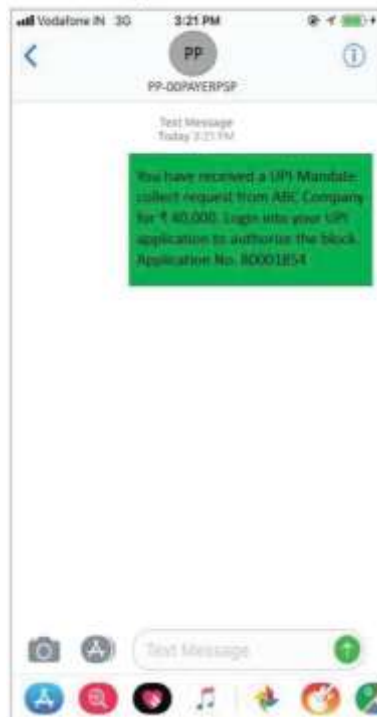 Vodafone IN 3G 3:21 PM
PP
PP-00PAYERPSP
Text Message
Today 3:21 PM
You have received a UPI Mandate
collect request from ABC Company
for ₹ 40,000. Login into your UPI
application to authorize the block.
Application No. 80001854
Text Message